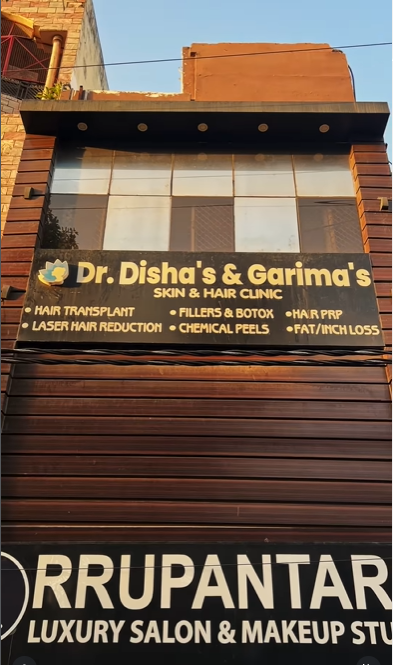 Dr. Disha's & Garima's
SKIN & HAIR CLINIC
• HAIR TRANSPLANT • FILLERS & BOTOX • HAIR PRP
• LASER HAIR REDUCTION • CHEMICAL PEELS • FAT/INCH LOSS
RRUPANTAR
LUXURY SALON & MAKEUP STU